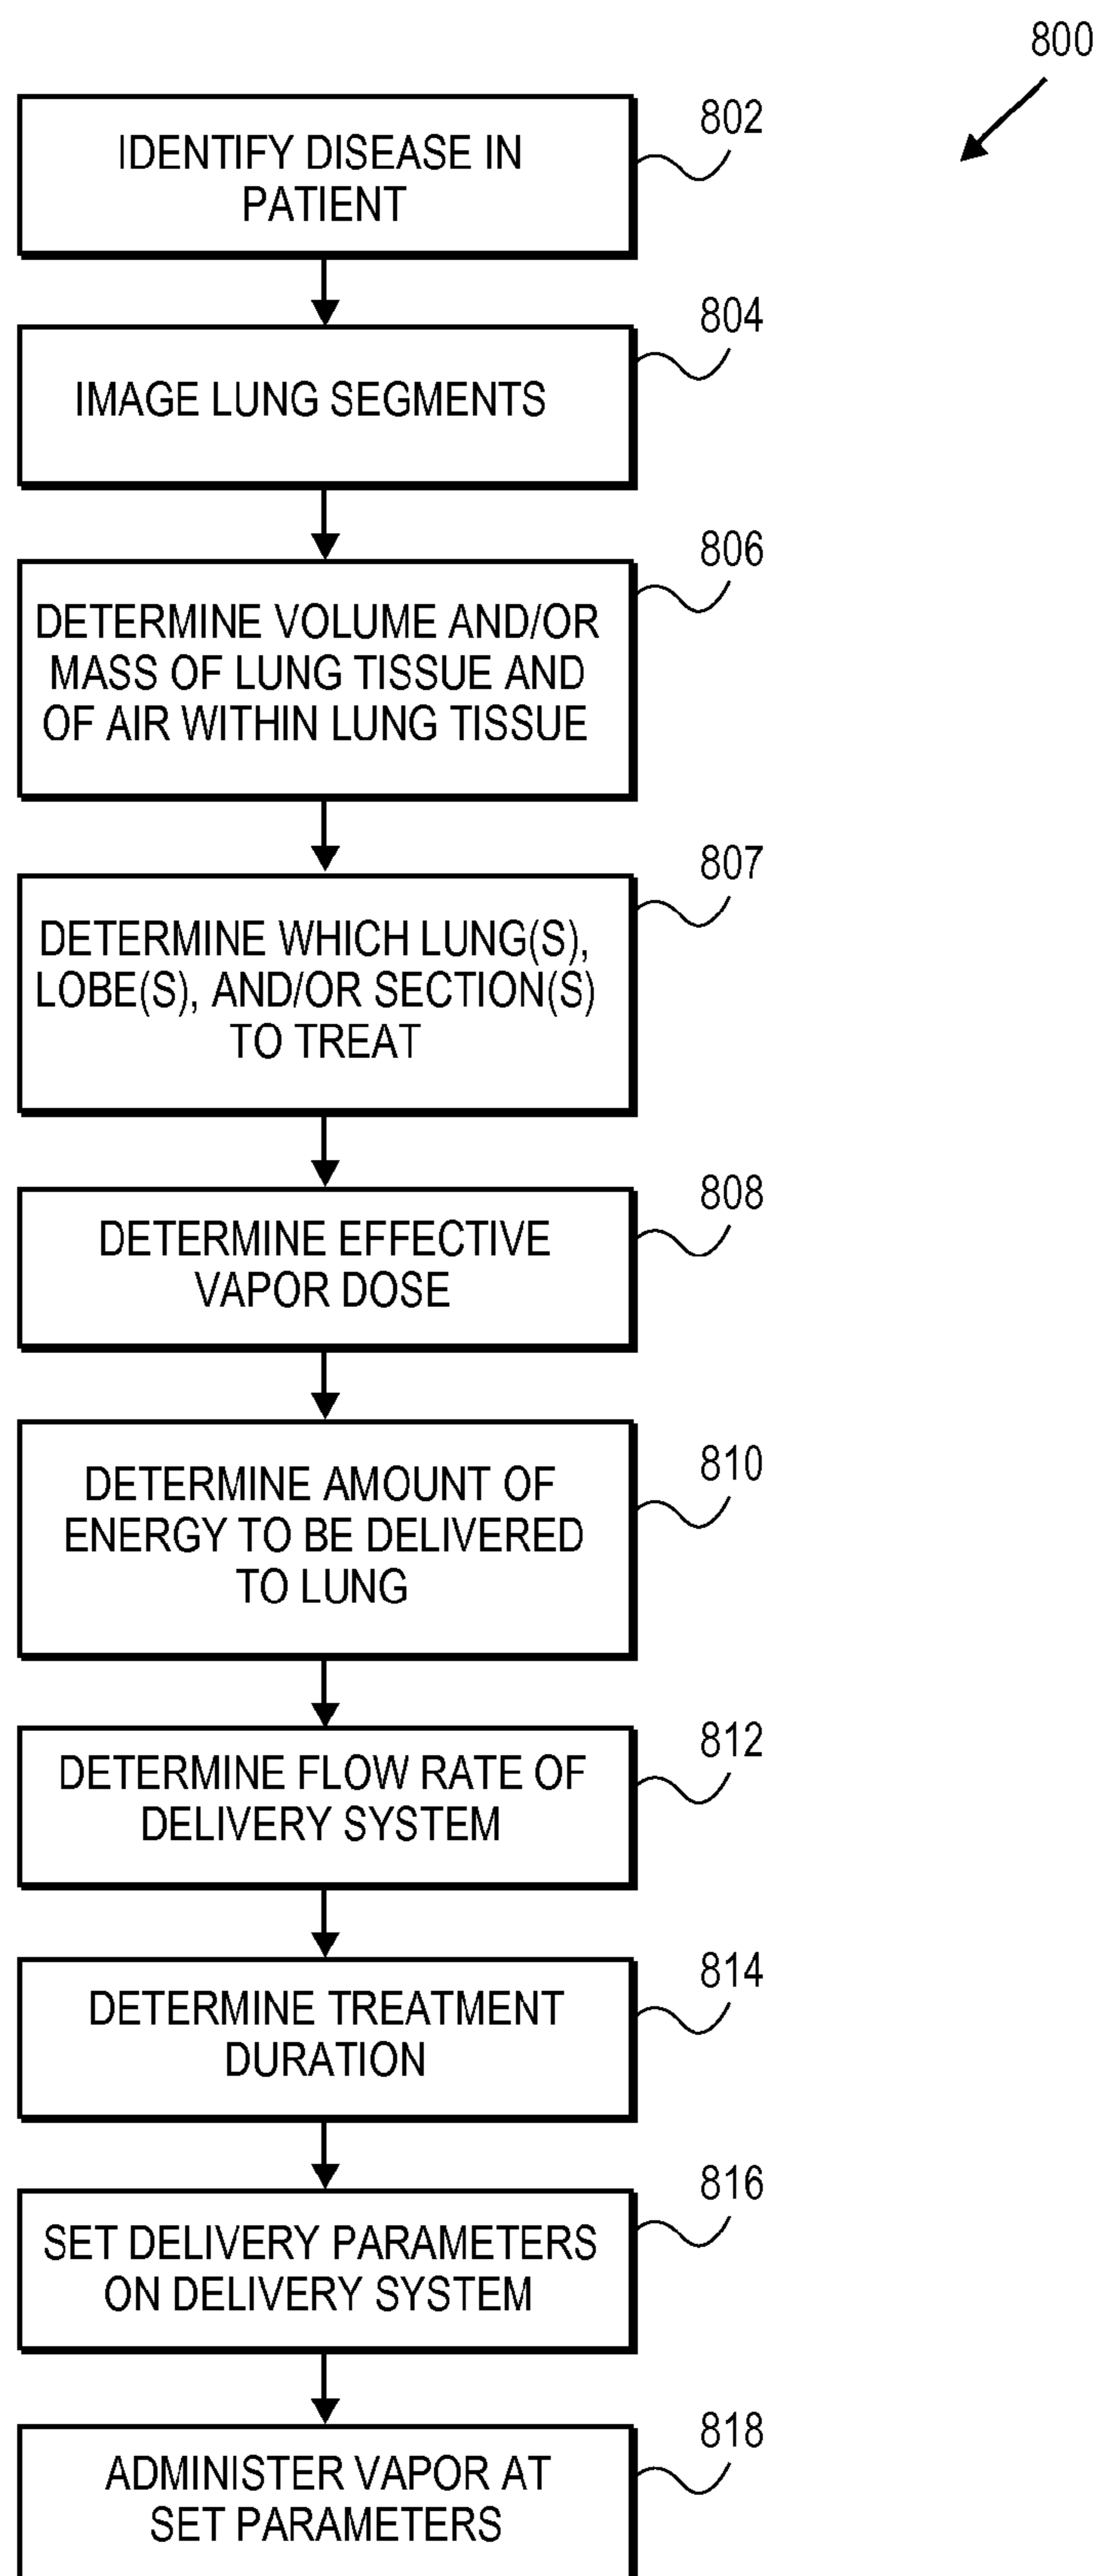 800
802
IDENTIFY DISEASE IN
PATIENT
804
IMAGE LUNG SEGMENTS
806
DETERMINE VOLUME AND/OR
MASS OF LUNG TISSUE AND
OF AIR WITHIN LUNG TISSUE
807
DETERMINE WHICH LUNG(S),
LOBE(S), AND/OR SECTION(S)
TO TREAT
808
DETERMINE EFFECTIVE
VAPOR DOSE
810
DETERMINE AMOUNT OF
ENERGY TO BE DELIVERED
TO LUNG
812
DETERMINE FLOW RATE OF
DELIVERY SYSTEM
814
DETERMINE TREATMENT
DURATION
816
SET DELIVERY PARAMETERS
ON DELIVERY SYSTEM
818
ADMINISTER VAPOR AT
SET PARAMETERS